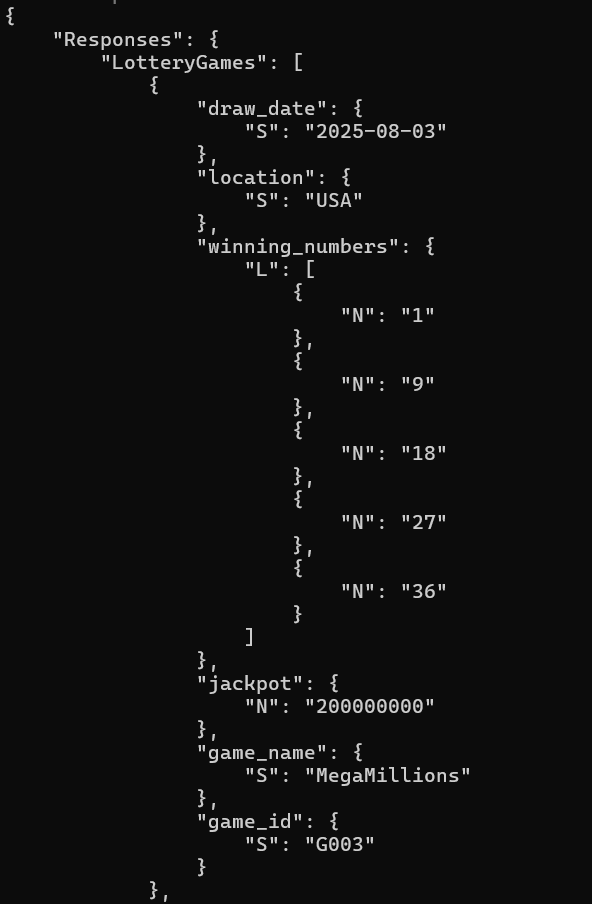 {
    "Responses": {
        "LotteryGames": [
            {
                "draw_date": {
                    "S": "2025-08-03"
                },
                "location": {
                    "S": "USA"
                },
                "winning_numbers": {
                    "L": [
                        {
                            "N": "1"
                        },
                        {
                            "N": "9"
                        },
                        {
                            "N": "18"
                        },
                        {
                            "N": "27"
                        },
                        {
                            "N": "36"
                        }
                    ]
                },
                "jackpot": {
                    "N": "200000000"
                },
                "game_name": {
                    "S": "MegaMillions"
                },
                "game_id": {
                    "S": "G003"
                }
            },